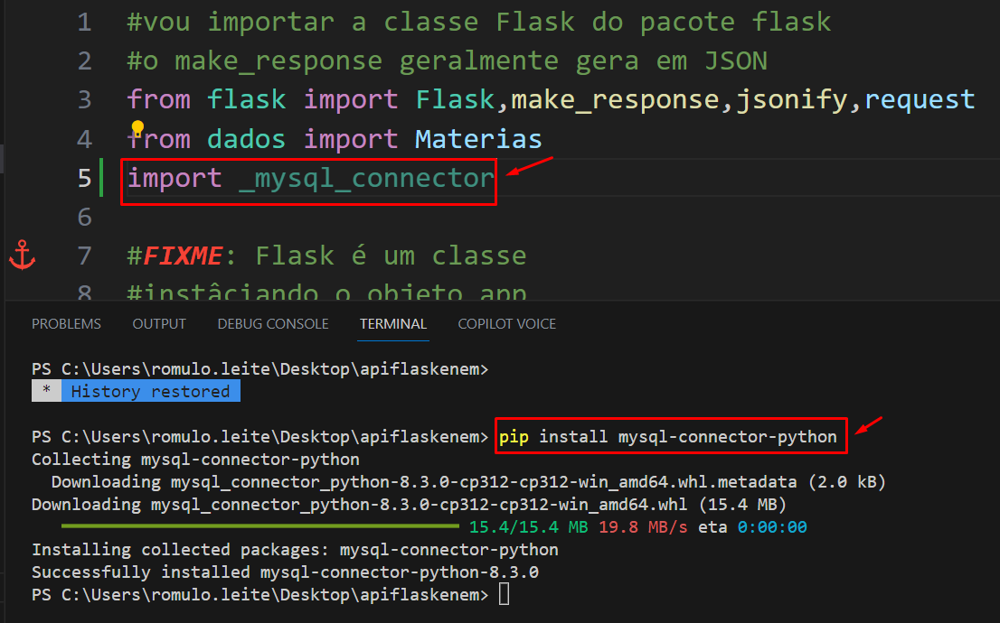 1 #vou importar a classe Flask do pacote flask
2 #o make_response geralmente gera em JSON
3 from flask import Flask,make_response,jsonify,request
4 from dados import Materias
5 import _mysql_connector
6
7 #FIXME: Flask é um classe
8 #instâciando o objeto app
PROBLEMS OUTPUT DEBUG CONSOLE TERMINAL COPILOT VOICE
PS C:\Users\romulo.leite\Desktop\apiflaskenem>
* History restored
PS C:\Users\romulo.leite\Desktop\apiflaskenem> pip install mysql-connector-python
Collecting mysql-connector-python
Downloading mysql_connector_python-8.3.0-cp312-cp312-win_amd64.whl.metadata (2.0 kB)
Downloading mysql_connector_python-8.3.0-cp312-cp312-win_amd64.whl (15.4 MB)
15.4/15.4 MB 19.8 MB/s eta 0:00:00
Installing collected packages: mysql-connector-python
Successfully installed mysql-connector-python-8.3.0
PS C:\Users\romulo.leite\Desktop\apiflaskenem>